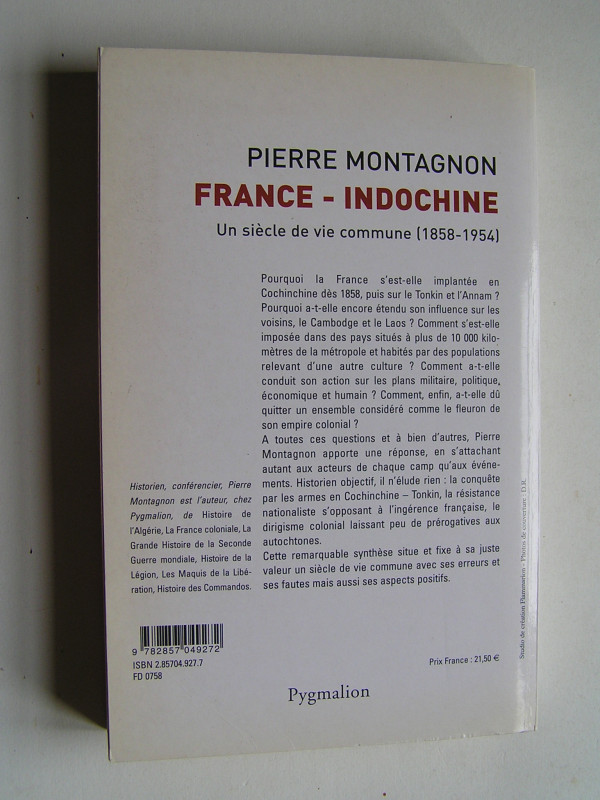 PIERRE MONTAGNON
FRANCE - INDOCHINE
Un siècle de vie commune (1858-1954)
Pourquoi la France s'est-elle implantée en
Cochinchine dès 1858, puis sur le Tonkin et l'Annam ?
Pourquoi a-t-elle encore étendu son influence sur les
voisins, le Cambodge et le Laos ? Comment s'est-elle
imposée dans des pays situés à plus de 10 000 kilo-
mètres de la métropole et habités par des populations
relevant d'une autre culture ? Comment a-t-elle
conduit son action sur les plans militaire, politique,
économique et humain ? Comment, enfin, a-t-elle dû
quitter un ensemble considéré comme le fleuron de
son empire colonial ?
A toutes ces questions et à bien d'autres, Pierre
Montagnon apporte une réponse, en s'attachant
autant aux acteurs de chaque camp qu'aux événe-
ments. Historien objectif, il n'élude rien : la conquête
par les armes en Cochinchine – Tonkin, la résistance
nationaliste s'opposant à l'ingérence française, le
dirigisme colonial laissant peu de prérogatives aux
autochtones.
Cette remarquable synthèse situe et fixe à sa juste
valeur un siècle de vie commune avec ses erreurs et
ses fautes mais aussi ses aspects positifs.
Historien, conférencier, Pierre
Montagnon est l'auteur, chez
Pygmalion, de Histoire de
l'Algérie, La France coloniale, La
Grande Histoire de la Seconde
Guerre mondiale, Histoire de la
Légion, Les Maquis de la Libé-
ration, Histoire des Commandos.
9 782857 049272
ISBN 2.85704.927.7
FD 0758
Prix France : 21,50 €
Pygmalion
Studio de création Flammarion - Photos de couverture : D.R.